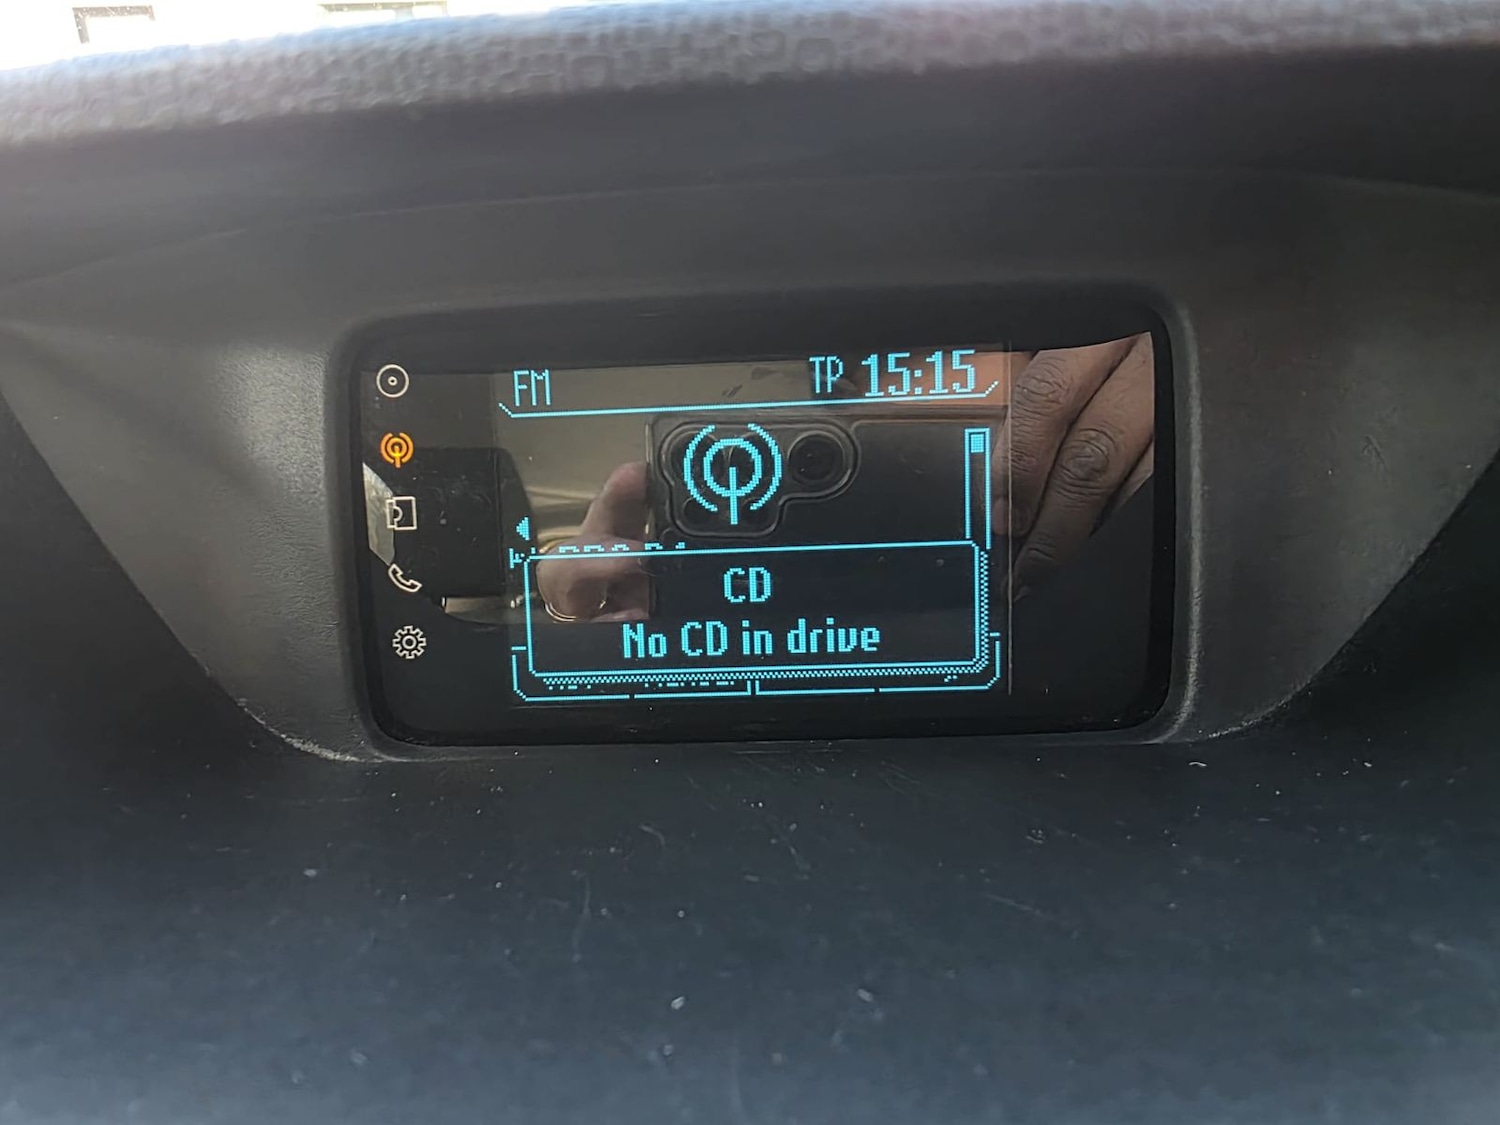 FM TP 15:15
CD
No CD in drive